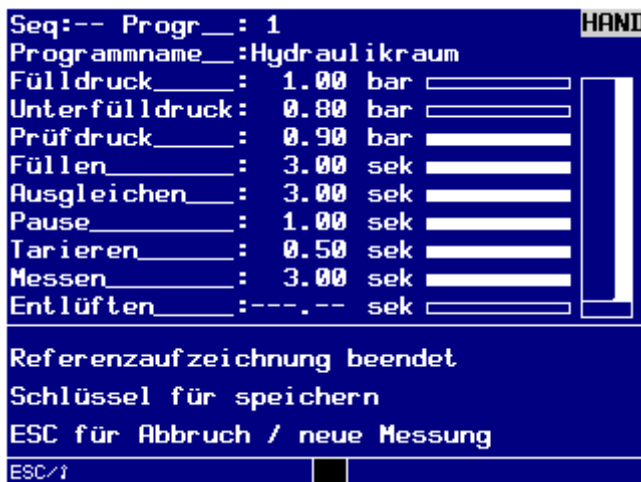 Seq:-- Progr__: 1 HAND
Programmname__:Hydraulikraum
Fülldruck______: 1.00 bar
Unterfülldruck: 0.80 bar
Prüfdruck______: 0.90 bar
Füllen_________: 3.00 sek
Ausgleichen___: 3.00 sek
Pause__________: 1.00 sek
Tarieren_______: 0.50 sek
Messen_________: 3.00 sek
Entlüften______:---.-- sek
Referenzaufzeichnung beendet
Schlüssel für speichern
ESC für Abbruch / neue Messung
ESC/↑